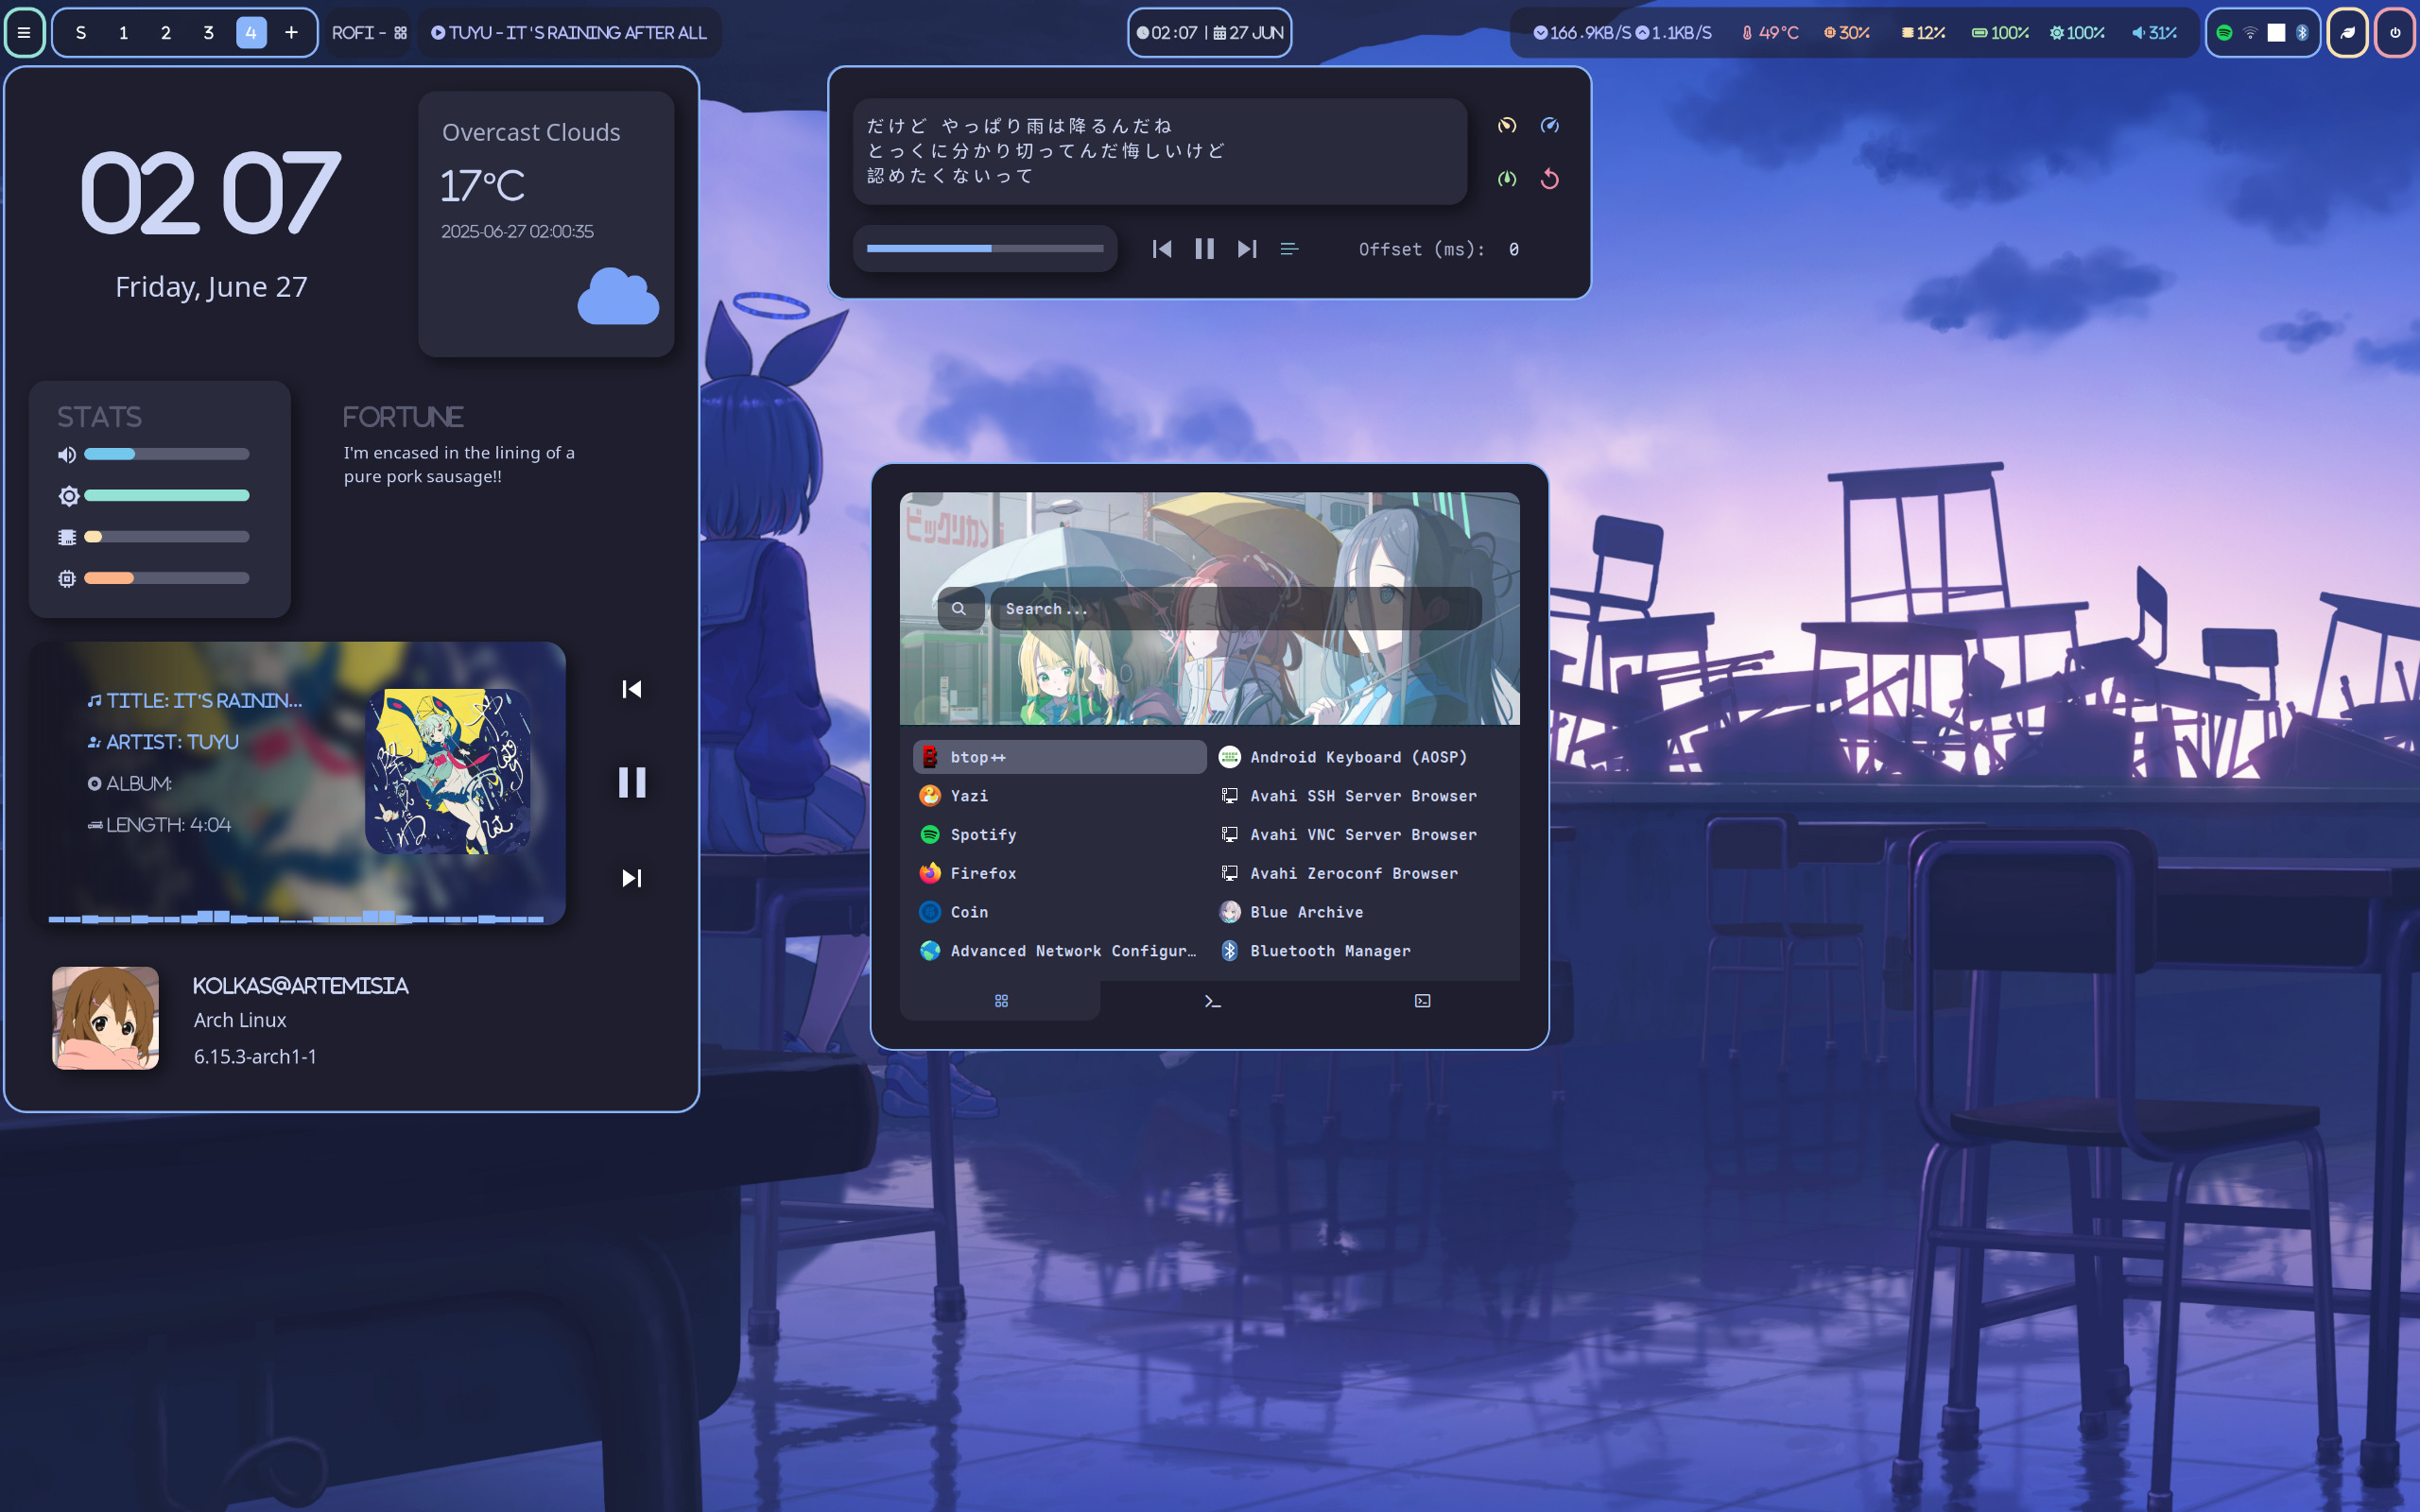 S 1 2 3 4 +
ROFI -
TUYU - IT'S RAINING AFTER ALL
02:07 | 27 JUN
166.9KB/S 1.1KB/S 49°C 30% 12% 100% 100% 31%
02 07
Friday, June 27
Overcast Clouds
17°C
2025-06-27 02:00:35
STATS
FORTUNE
I'm encased in the lining of a
pure pork sausage!!
TITLE: IT'S RAININ...
ARTIST: TUYU
ALBUM:
LENGTH: 4:04
KOLKAS@ARTEMISIA
Arch Linux
6.15.3-arch1-1
だけど やっぱり雨は降るんだね
とっくに分かり切ってんだ悔しいけど
認めたくないって
Offset (ms): 0
ビックリカ
Search...
btop++
Yazi
Spotify
Firefox
Coin
Advanced Network Configur…
Android Keyboard (AOSP)
Avahi SSH Server Browser
Avahi VNC Server Browser
Avahi Zeroconf Browser
Blue Archive
Bluetooth Manager